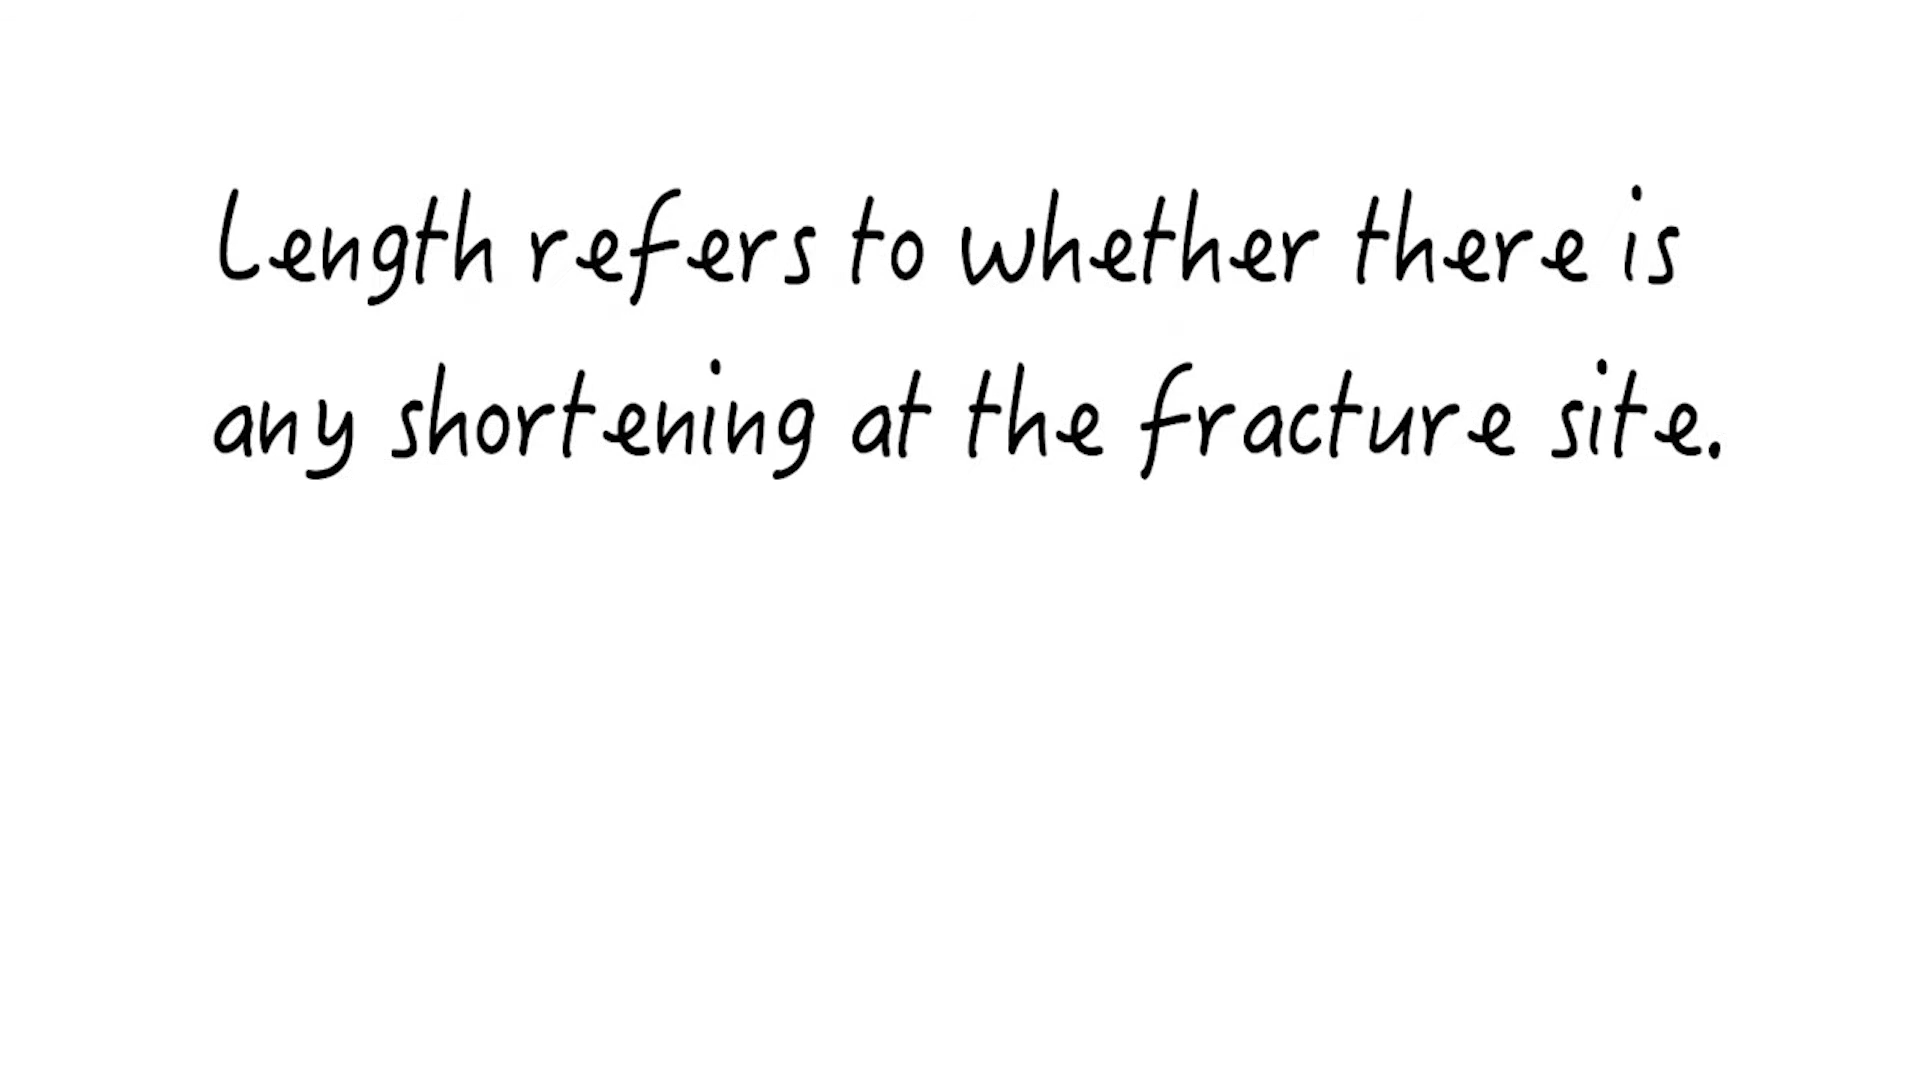 Length refers to whether there is
any shortening at the fracture site.